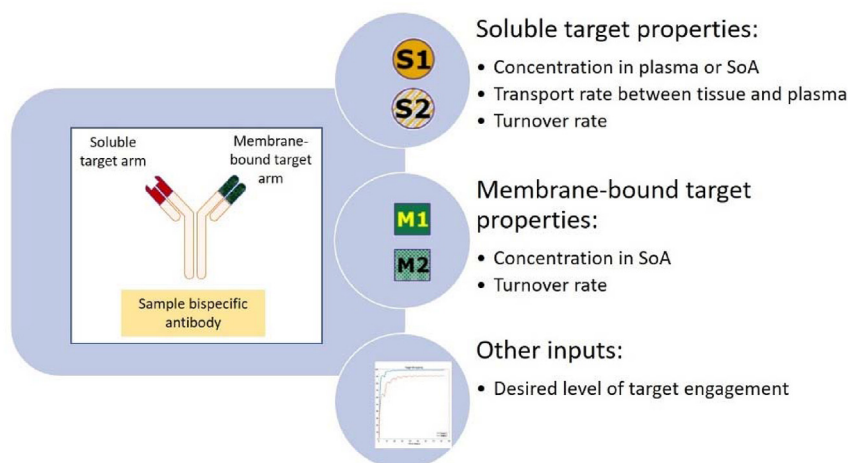 Soluble target properties:
• Concentration in plasma or SoA
• Transport rate between tissue and plasma
• Turnover rate
S1
S2
Soluble
target arm
Membrane-
bound target
arm
Sample bispecific
antibody
Membrane-bound target
properties:
• Concentration in SoA
• Turnover rate
M1
M2
Other inputs:
• Desired level of target engagement